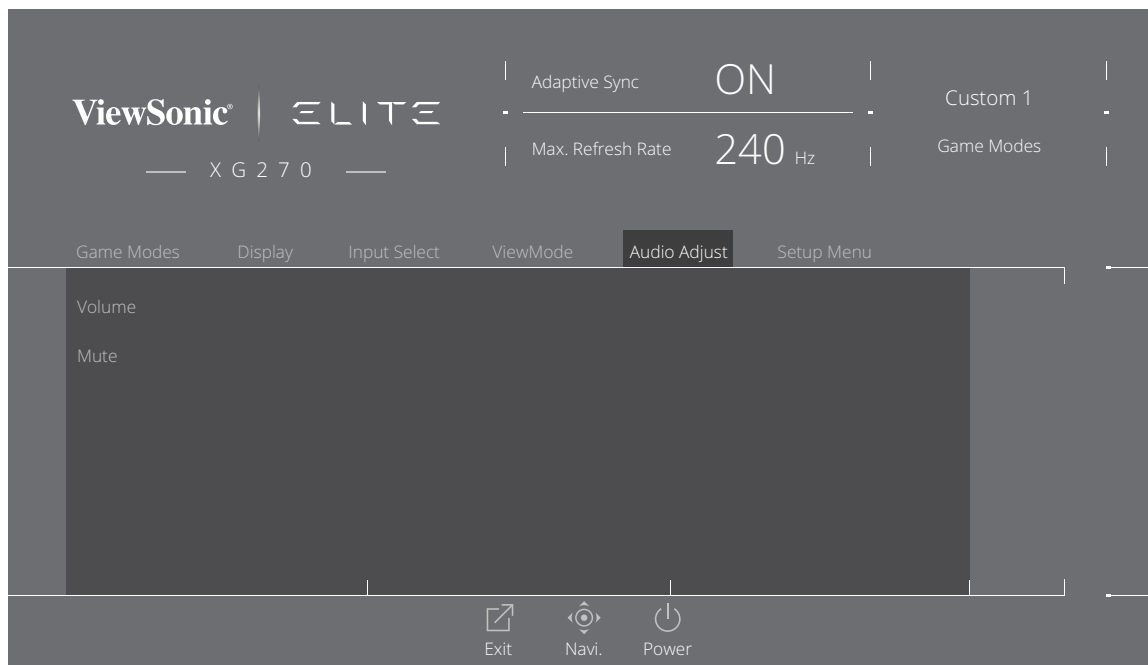 ViewSonic® ELITE
XG270
Adaptive Sync ON
Max. Refresh Rate 240 Hz
Custom 1
Game Modes
Game Modes Display Input Select ViewMode Audio Adjust Setup Menu
Volume
Mute
Exit Navi. Power